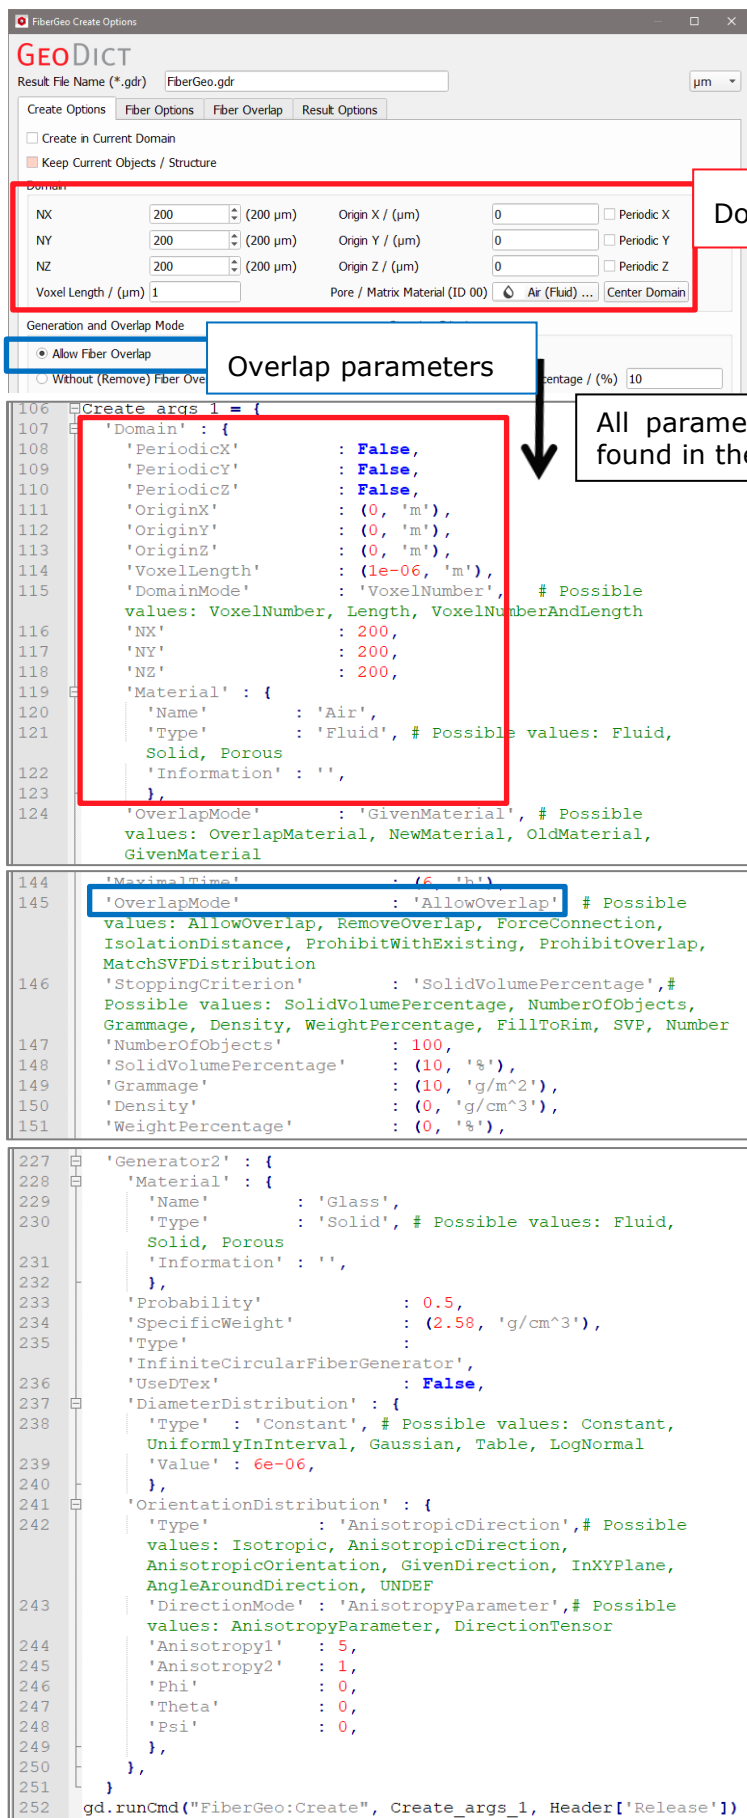 FiberGeo Create Options
GEODICT
Result File Name (*.gdr) FiberGeo.gdr µm
Create Options Fiber Options Fiber Overlap Result Options
Create in Current Domain
Keep Current Objects / Structure
Domain
NX 200 (200 µm) Origin X / (µm) 0 Periodic X
NY 200 (200 µm) Origin Y / (µm) 0 Periodic Y
NZ 200 (200 µm) Origin Z / (µm) 0 Periodic Z
Voxel Length / (µm) 1 Pore / Matrix Material (ID 00) Air (Fluid) ... Center Domain
Do
Generation and Overlap Mode
Allow Fiber Overlap
Without (Remove) Fiber Ove
Overlap parameters
centage / (%) 10
All parame
found in the
106 Create_args_1 = {
107 'Domain' : {
108 'PeriodicX' : False,
109 'PeriodicY' : False,
110 'PeriodicZ' : False,
111 'OriginX' : (0, 'm'),
112 'OriginY' : (0, 'm'),
113 'OriginZ' : (0, 'm'),
114 'VoxelLength' : (1e-06, 'm'),
115 'DomainMode' : 'VoxelNumber', # Possible
values: VoxelNumber, Length, VoxelNumberAndLength
116 'NX' : 200,
117 'NY' : 200,
118 'NZ' : 200,
119 'Material' : {
120 'Name' : 'Air',
121 'Type' : 'Fluid', # Possible values: Fluid,
Solid, Porous
122 'Information' : '',
123 },
124 'OverlapMode' : 'GivenMaterial', # Possible
values: OverlapMaterial, NewMaterial, OldMaterial,
GivenMaterial
144 'MaximalTime' : (6, 'h'),
145 'OverlapMode' : 'AllowOverlap' # Possible
values: AllowOverlap, RemoveOverlap, ForceConnection,
IsolationDistance, ProhibitWithExisting, ProhibitOverlap,
MatchSVFDistribution
146 'StoppingCriterion' : 'SolidVolumePercentage',#
Possible values: SolidVolumePercentage, NumberOfObjects,
Grammage, Density, WeightPercentage, FillToRim, SVP, Number
147 'NumberOfObjects' : 100,
148 'SolidVolumePercentage' : (10, '%'),
149 'Grammage' : (10, 'g/m^2'),
150 'Density' : (0, 'g/cm^3'),
151 'WeightPercentage' : (0, '%'),
227 'Generator2' : {
228 'Material' : {
229 'Name' : 'Glass',
230 'Type' : 'Solid', # Possible values: Fluid,
Solid, Porous
231 'Information' : '',
232 },
233 'Probability' : 0.5,
234 'SpecificWeight' : (2.58, 'g/cm^3'),
235 'Type' :
'InfiniteCircularFiberGenerator',
236 'UseDTex' : False,
237 'DiameterDistribution' : {
238 'Type' : 'Constant', # Possible values: Constant,
UniformlyInInterval, Gaussian, Table, LogNormal
239 'Value' : 6e-06,
240 },
241 'OrientationDistribution' : {
242 'Type' : 'AnisotropicDirection',# Possible
values: Isotropic, AnisotropicDirection,
AnisotropicOrientation, GivenDirection, InXYPlane,
AngleAroundDirection, UNDEF
243 'DirectionMode' : 'AnisotropyParameter',# Possible
values: AnisotropyParameter, DirectionTensor
244 'Anisotropy1' : 5,
245 'Anisotropy2' : 1,
246 'Phi' : 0,
247 'Theta' : 0,
248 'Psi' : 0,
249 },
250 },
251 }
252 gd.runCmd("FiberGeo:Create", Create_args_1, Header['Release'])